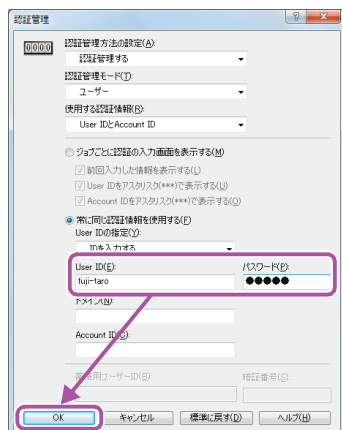 認証管理
認証管理方法の設定(A):
認証管理する
認証管理モード(T):
ユーザー
使用する認証情報(R):
User IDとAccount ID
ジョブごとに認証の入力画面を表示する(M)
前回入力した情報を表示する(L)
User IDをアスタリスク(***)で表示する(U)
Account IDをアスタリスク(***)で表示する(O)
常に同じ認証情報を使用する(F)
User IDの指定(Y):
IDを入力する
User ID(E): パスワード(P):
fuji-taro ●●●●●
ドメイン(N):
Account ID(C):
ユーザーID(B): 暗証番号(S):
OK キャンセル 標準に戻す(D) ヘルプ(H)